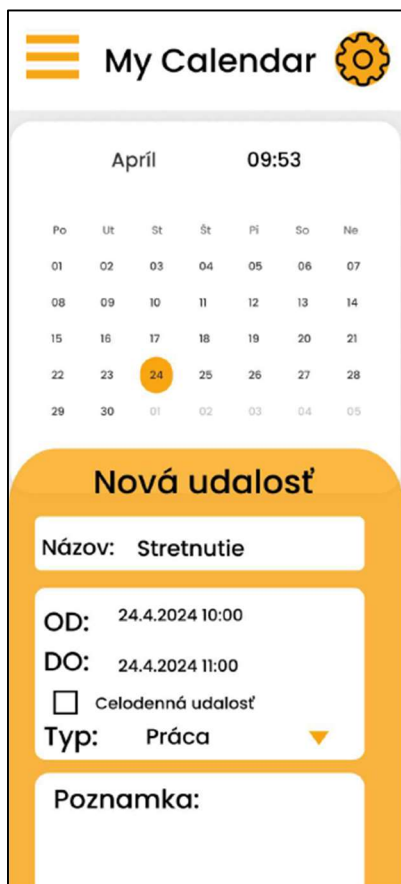 My Calendar
Apríl 09:53
Po Ut St Št Pi So Ne
01 02 03 04 05 06 07
08 09 10 11 12 13 14
15 16 17 18 19 20 21
22 23 24 25 26 27 28
29 30 01 02 03 04 05
Nová udalosť
Názov: Stretnutie
OD: 24.4.2024 10:00
DO: 24.4.2024 11:00
Celodenná udalosť
Typ: Práca
Poznamka: